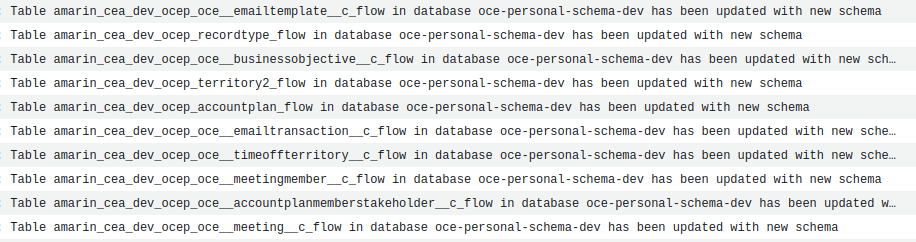 : Table amarin_cea_dev_ocep_oce__emailtemplate__c_flow in database oce-personal-schema-dev has been updated with new schema
: Table amarin_cea_dev_ocep_recordtype_flow in database oce-personal-schema-dev has been updated with new schema
: Table amarin_cea_dev_ocep_oce__businessobjective__c_flow in database oce-personal-schema-dev has been updated with new sch…
: Table amarin_cea_dev_ocep_territory2_flow in database oce-personal-schema-dev has been updated with new schema
: Table amarin_cea_dev_ocep_accountplan_flow in database oce-personal-schema-dev has been updated with new schema
: Table amarin_cea_dev_ocep_oce__emailtransaction__c_flow in database oce-personal-schema-dev has been updated with new sche…
: Table amarin_cea_dev_ocep_oce__timeoffterritory__c_flow in database oce-personal-schema-dev has been updated with new sche…
: Table amarin_cea_dev_ocep_oce__meetingmember__c_flow in database oce-personal-schema-dev has been updated with new schema
: Table amarin_cea_dev_ocep_oce__accountplanmemberstakeholder__c_flow in database oce-personal-schema-dev has been updated w…
: Table amarin_cea_dev_ocep_oce__meeting__c_flow in database oce-personal-schema-dev has been updated with new schema